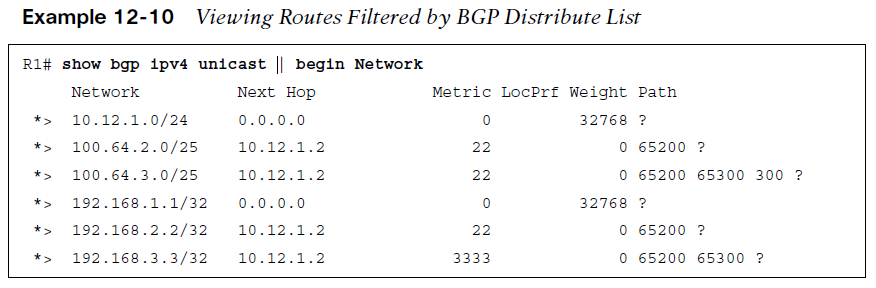 Example 12-10 Viewing Routes Filtered by BGP Distribute List
R1# show bgp ipv4 unicast || begin Network
Network Next Hop Metric LocPrf Weight Path
*> 10.12.1.0/24 0.0.0.0 0 32768 ?
*> 100.64.2.0/25 10.12.1.2 22 0 65200 ?
*> 100.64.3.0/25 10.12.1.2 22 0 65200 65300 300 ?
*> 192.168.1.1/32 0.0.0.0 0 32768 ?
*> 192.168.2.2/32 10.12.1.2 22 0 65200 ?
*> 192.168.3.3/32 10.12.1.2 3333 0 65200 65300 ?